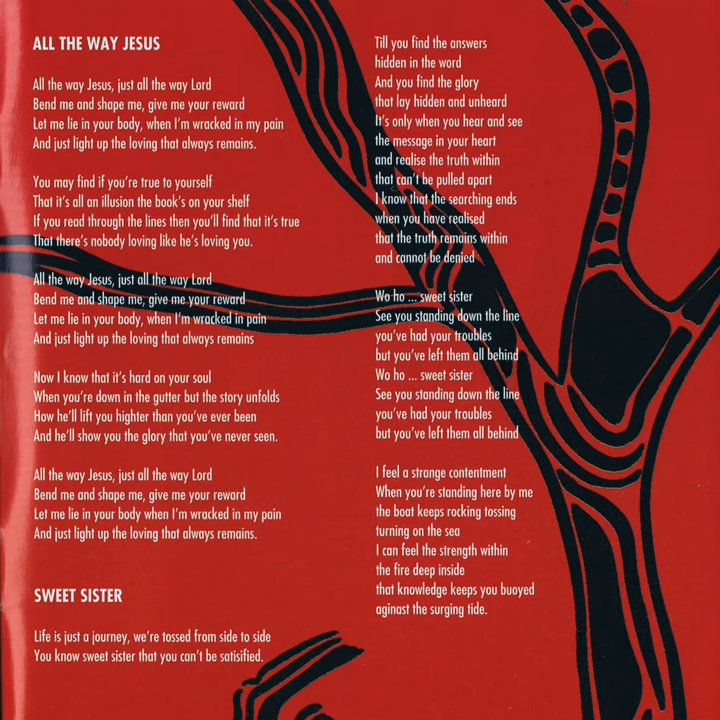 ALL THE WAY JESUS
All the way Jesus, just all the way Lord
Bend me and shape me, give me your reward
Let me lie in your body, when I'm wracked in my pain
And just light up the loving that always remains.
You may find if you're true to yourself
That it's all an illusion the book's on your shelf
If you read through the lines then you'll find that it's true
That there's nobody loving like he's loving you.
All the way Jesus, just all the way Lord
Bend me and shape me, give me your reward
Let me lie in your body, when I'm wracked in pain
And just light up the loving that always remains
Now I know that it's hard on your soul
When you're down in the gutter but the story unfolds
How he'll lift you highter than you've ever been
And he'll show you the glory that you've never seen.
All the way Jesus, just all the way Lord
Bend me and shape me, give me your reward
Let me lie in your body when I'm wracked in my pain
And just light up the loving that always remains.
SWEET SISTER
Life is just a journey, we're tossed from side to side
You know sweet sister that you can't be satisified.
Till you find the answers
hidden in the word
And you find the glory
that lay hidden and unheard
It's only when you hear and see
the message in your heart
and realise the truth within
that can't be pulled apart
I know that the searching ends
when you have realised
that the truth remains within
and cannot be denied
Wo ho ... sweet sister
See you standing down the line
you've had your troubles
but you've left them all behind
Wo ho ... sweet sister
See you standing down the line
you've had your troubles
but you've left them all behind
I feel a strange contentment
When you're standing here by me
the boat keeps rocking tossing
turning on the sea
I can feel the strength within
the fire deep inside
that knowledge keeps you buoyed
aginast the surging tide.